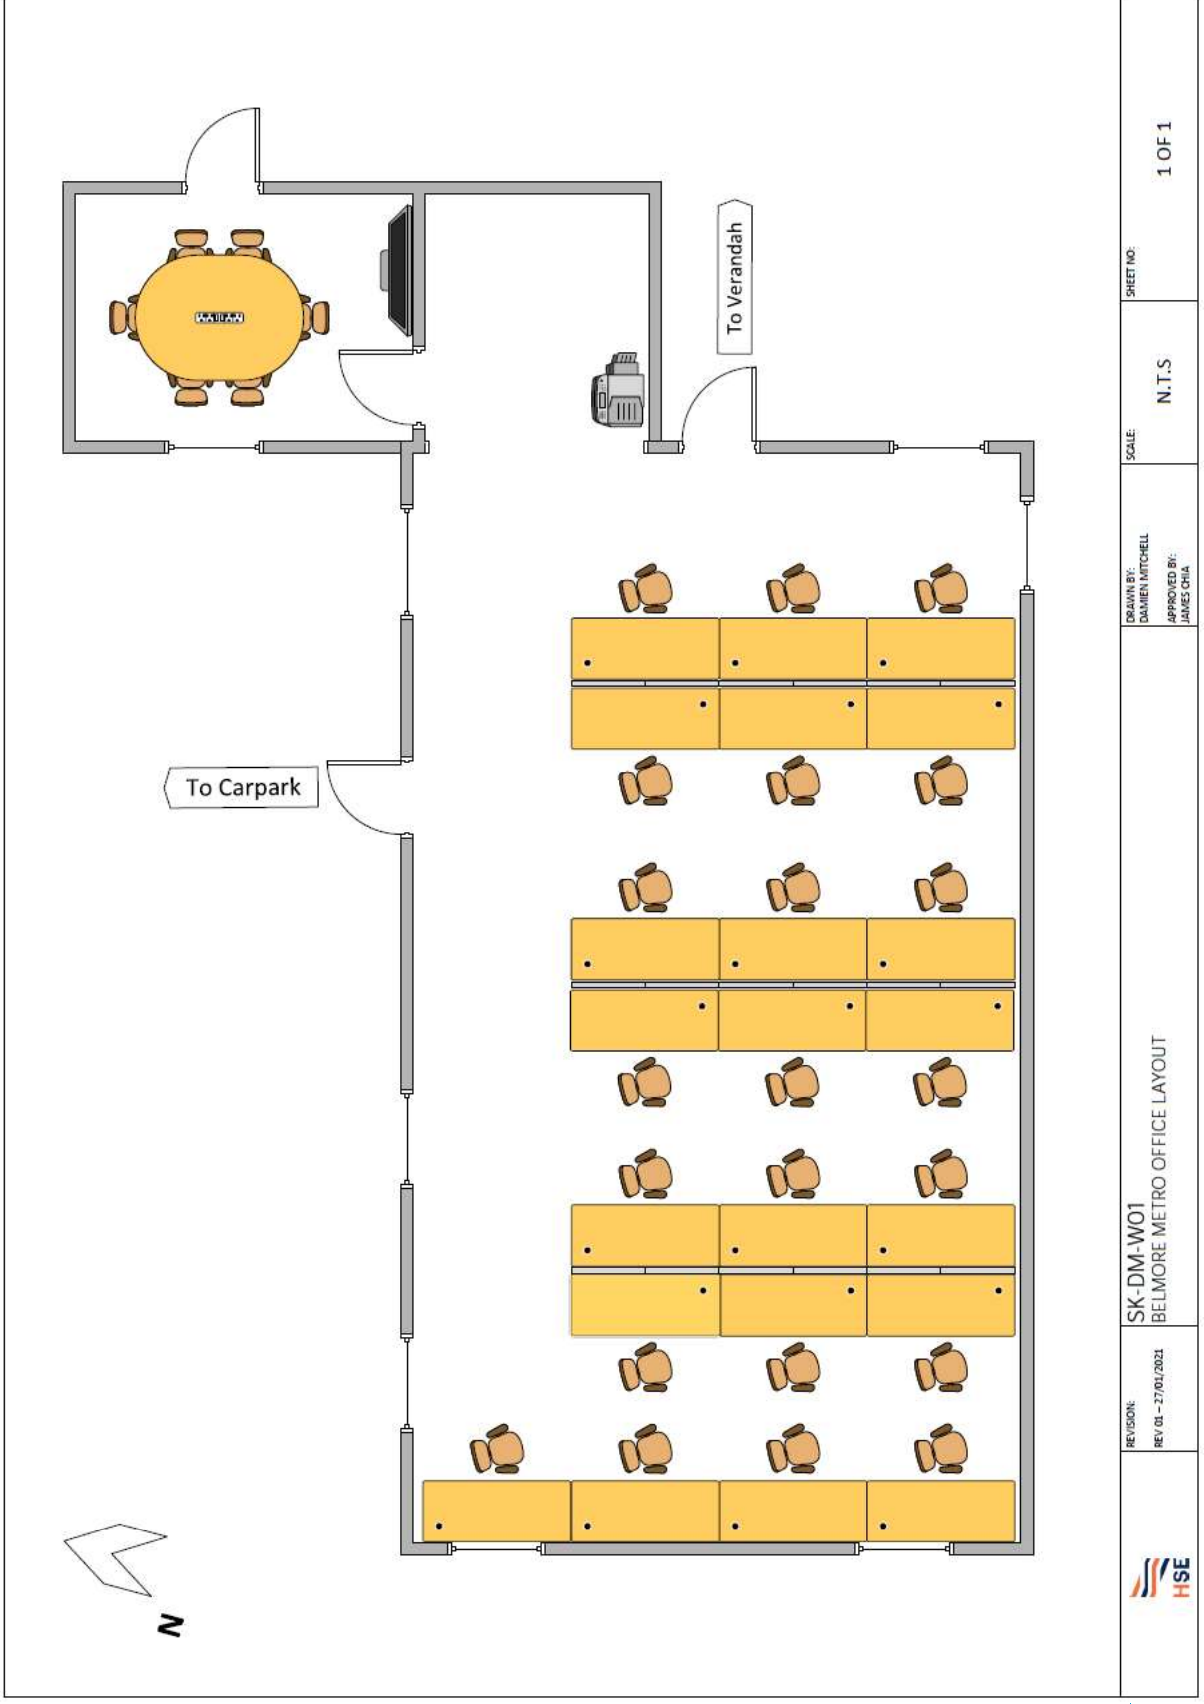 To Verandah
To Carpark
N
HSE
REVISION:
REV 01 – 27/01/2021
SK-DM-W01
BELMORE METRO OFFICE LAYOUT
DRAWN BY:
DAMIEN MITCHELL
APPROVED BY:
JAMES CHIA
SCALE:
N.T.S
SHEET NO:
1 OF 1